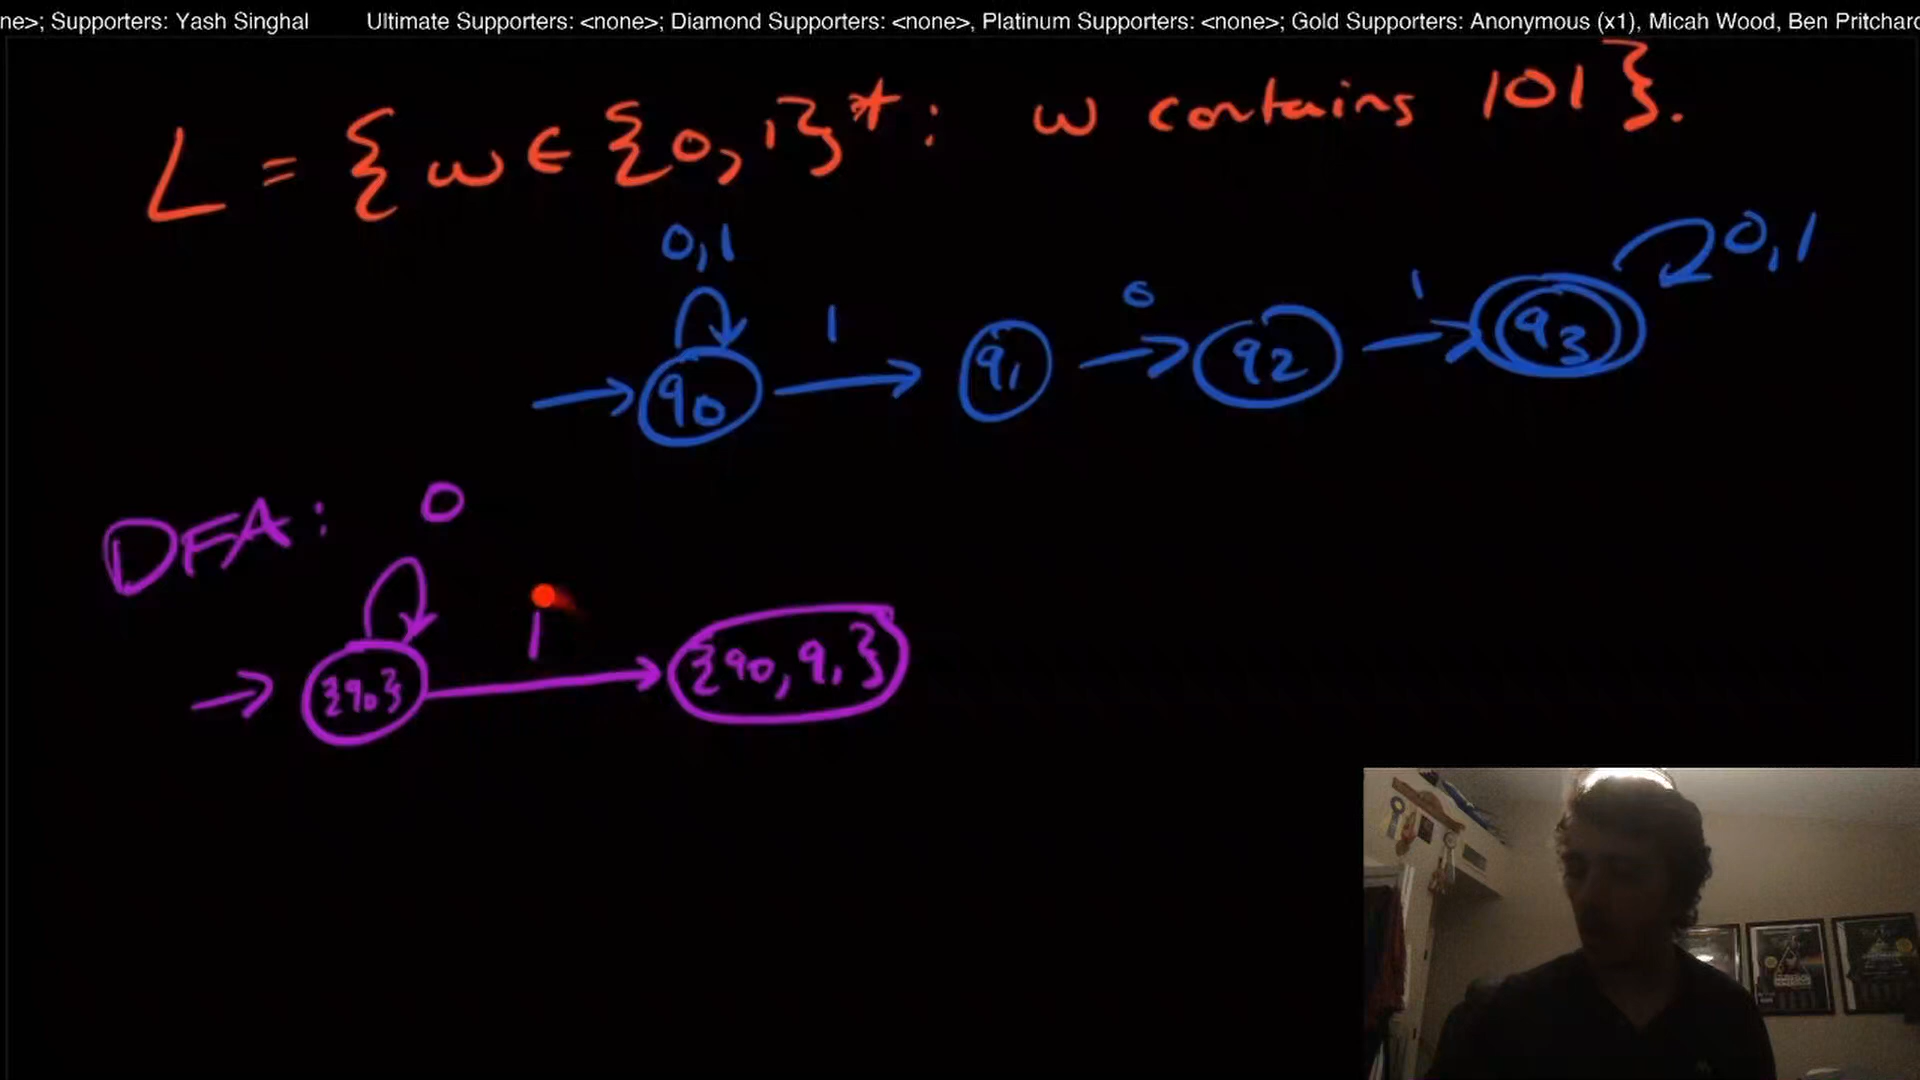 ne>; Supporters: Yash Singhal Ultimate Supporters: <none>; Diamond Supporters: <none>, Platinum Supporters: <none>; Gold Supporters: Anonymous (x1), Micah Wood, Ben Pritchard
L = {w ∈ {0,1}* : w contains 101}.
0,1
0,1
1
0
1
q0
q1
q2
q3
DFA:
0
1
{q0}
{q0, q1}